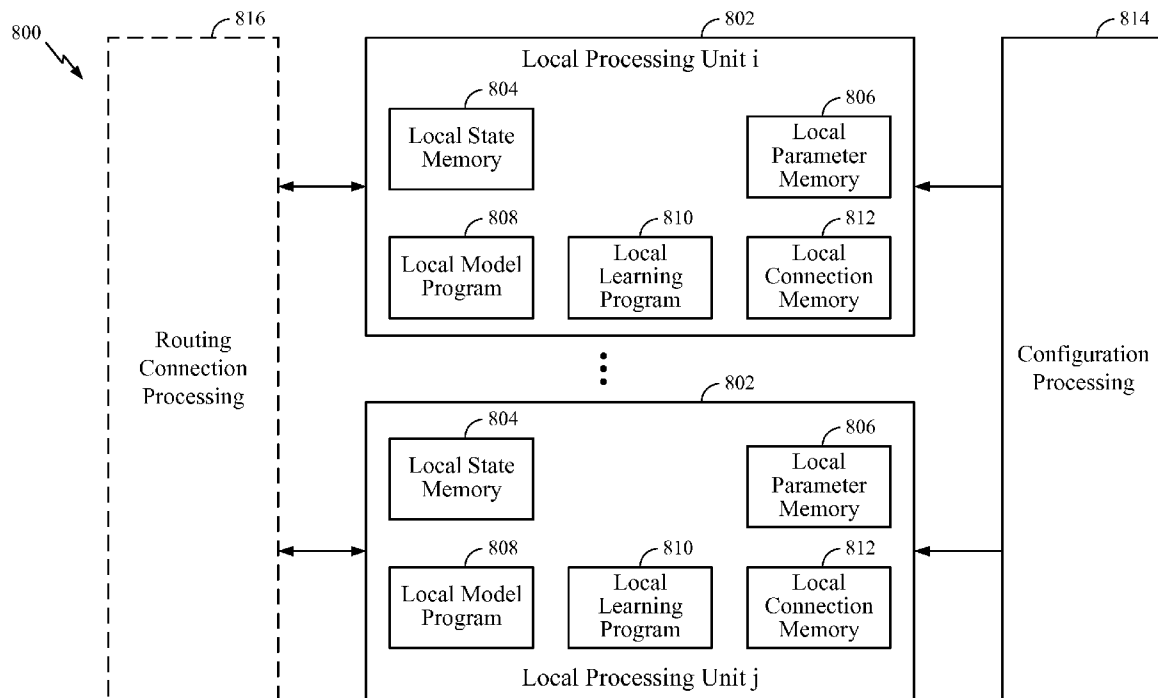 800
816
802
814
Local Processing Unit i
804
806
Local State
Memory
Local
Parameter
Memory
808
810
812
Local Model
Program
Local
Learning
Program
Local
Connection
Memory
Routing
Connection
Processing
Configuration
Processing
802
804
806
Local State
Memory
Local
Parameter
Memory
808
810
812
Local Model
Program
Local
Learning
Program
Local
Connection
Memory
Local Processing Unit j